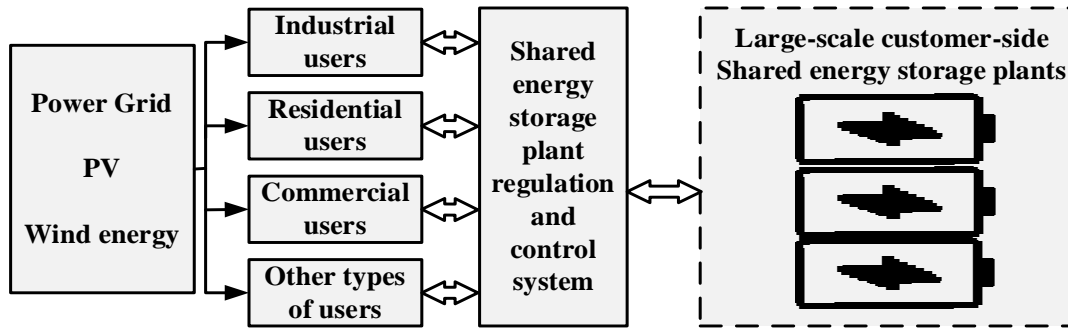 Power Grid
PV
Wind energy
Industrial
users
Residential
users
Commercial
users
Other types
of users
Shared
energy
storage
plant
regulation
and
control
system
Large-scale customer-side
Shared energy storage plants